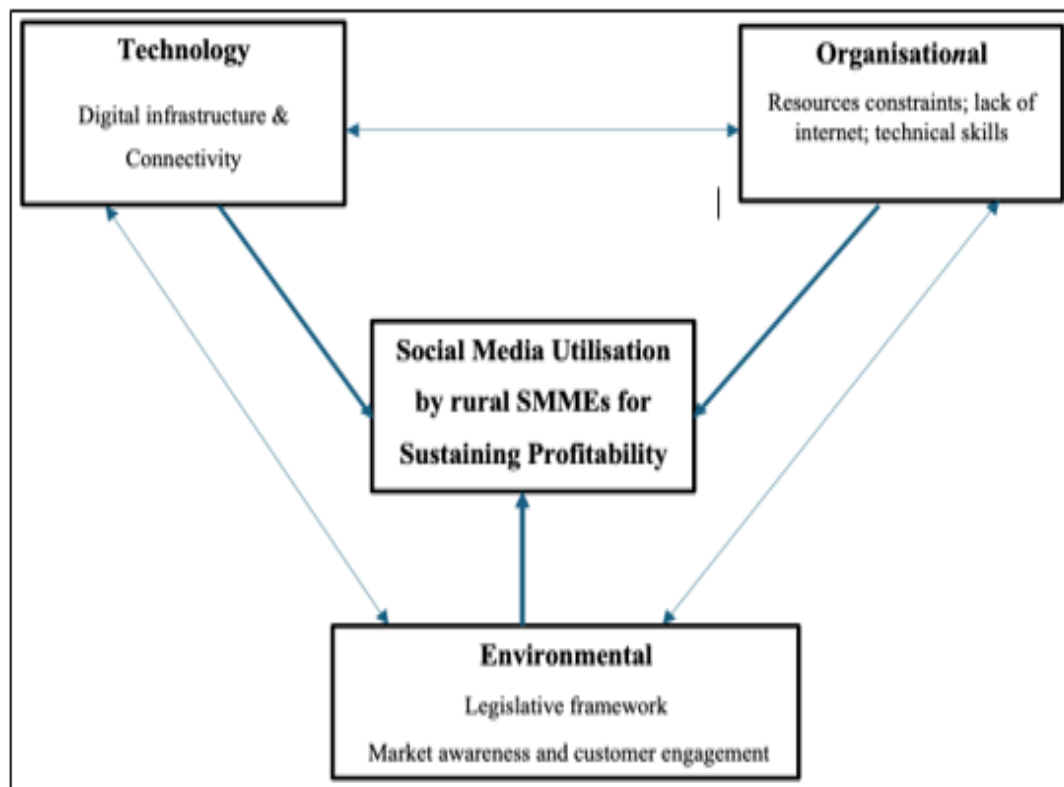 Technology
Digital infrastructure &
Connectivity
Organisational
Resources constraints; lack of
internet; technical skills
Social Media Utilisation
by rural SMMEs for
Sustaining Profitability
Environmental
Legislative framework
Market awareness and customer engagement